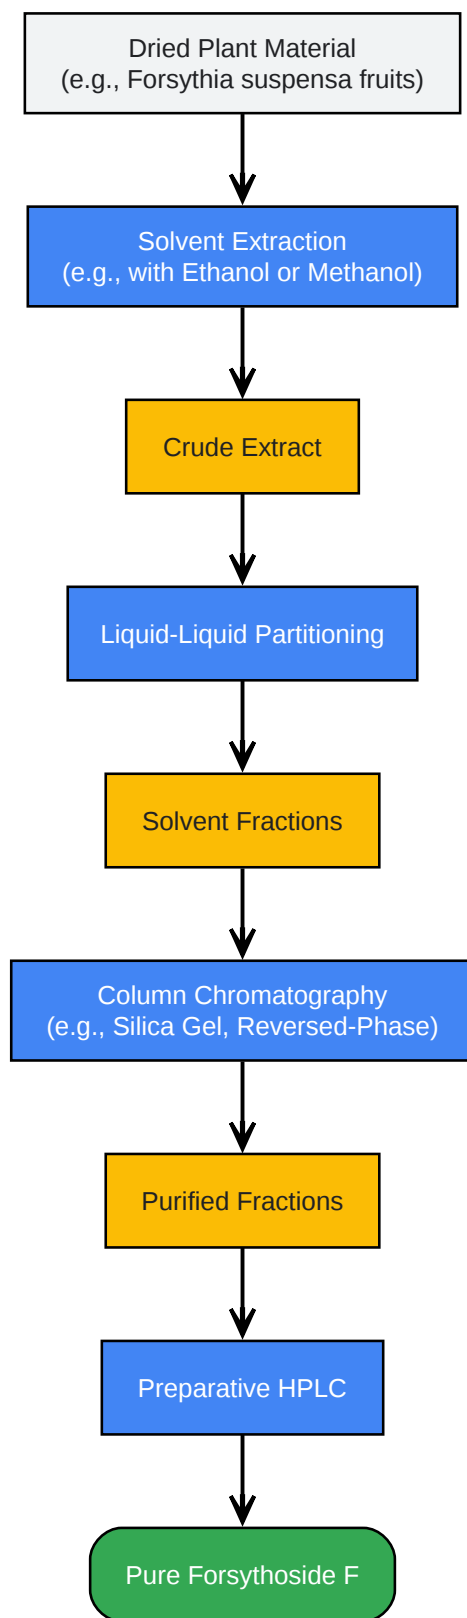 Dried Plant Material
(e.g., Forsythia suspensa fruits)
Solvent Extraction
(e.g., with Ethanol or Methanol)
Crude Extract
Liquid-Liquid Partitioning
Solvent Fractions
Column Chromatography
(e.g., Silica Gel, Reversed-Phase)
Purified Fractions
Preparative HPLC
Pure Forsythoside F